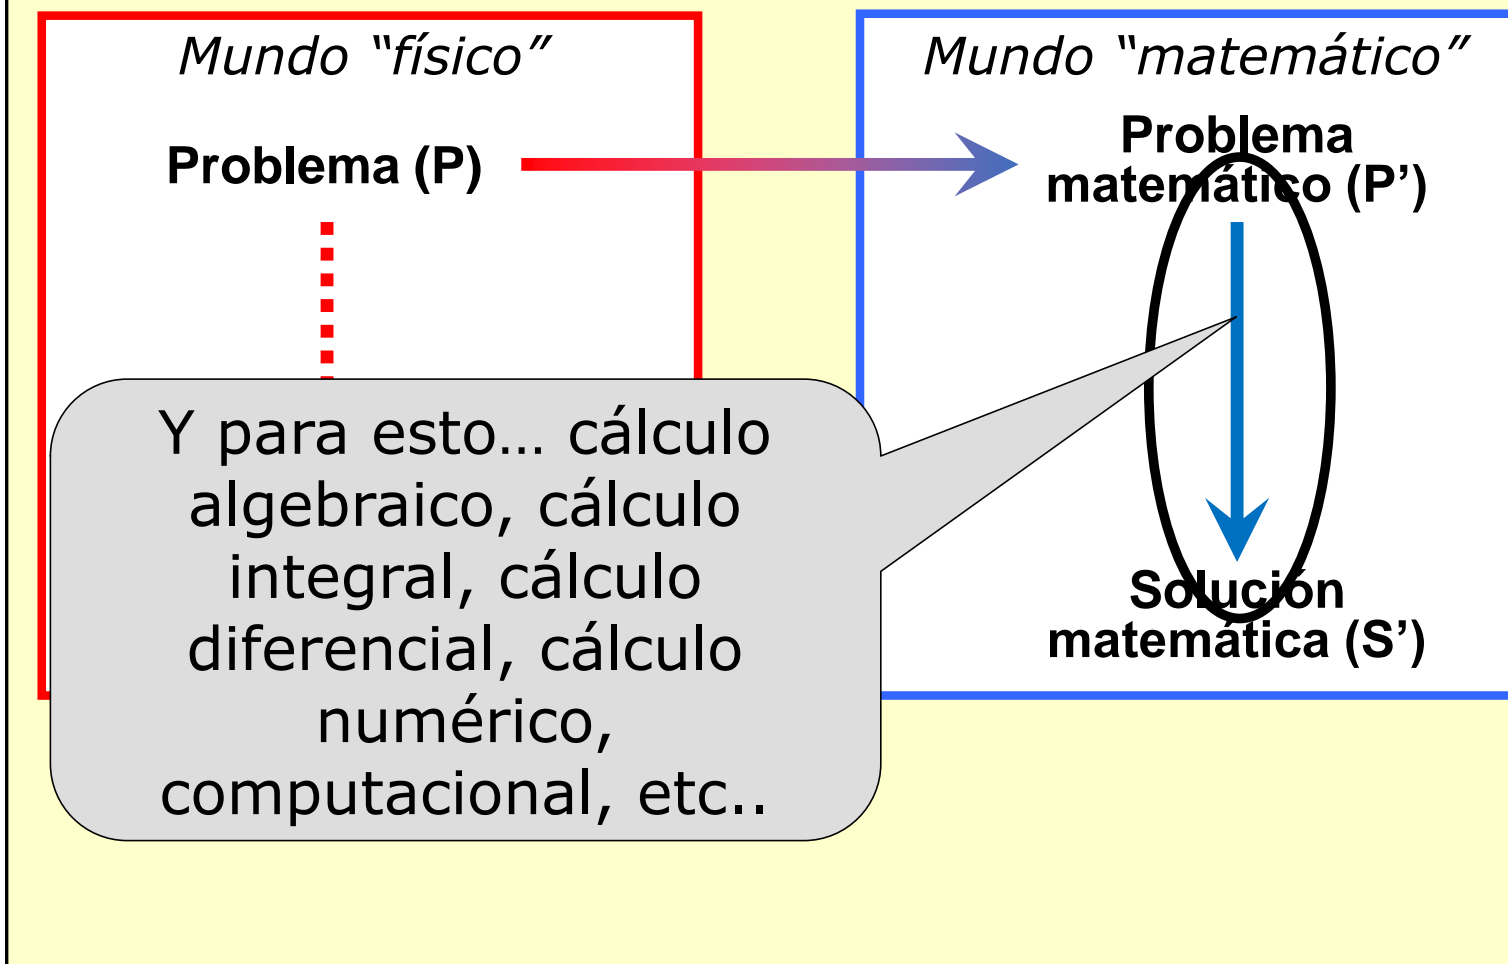 Mundo “físico”
Problema (P)
Mundo “matemático”
Problema
matemático (P’)
Y para esto… cálculo
algebraico, cálculo
integral, cálculo
diferencial, cálculo
numérico,
computacional, etc..
Solución
matemática (S’)